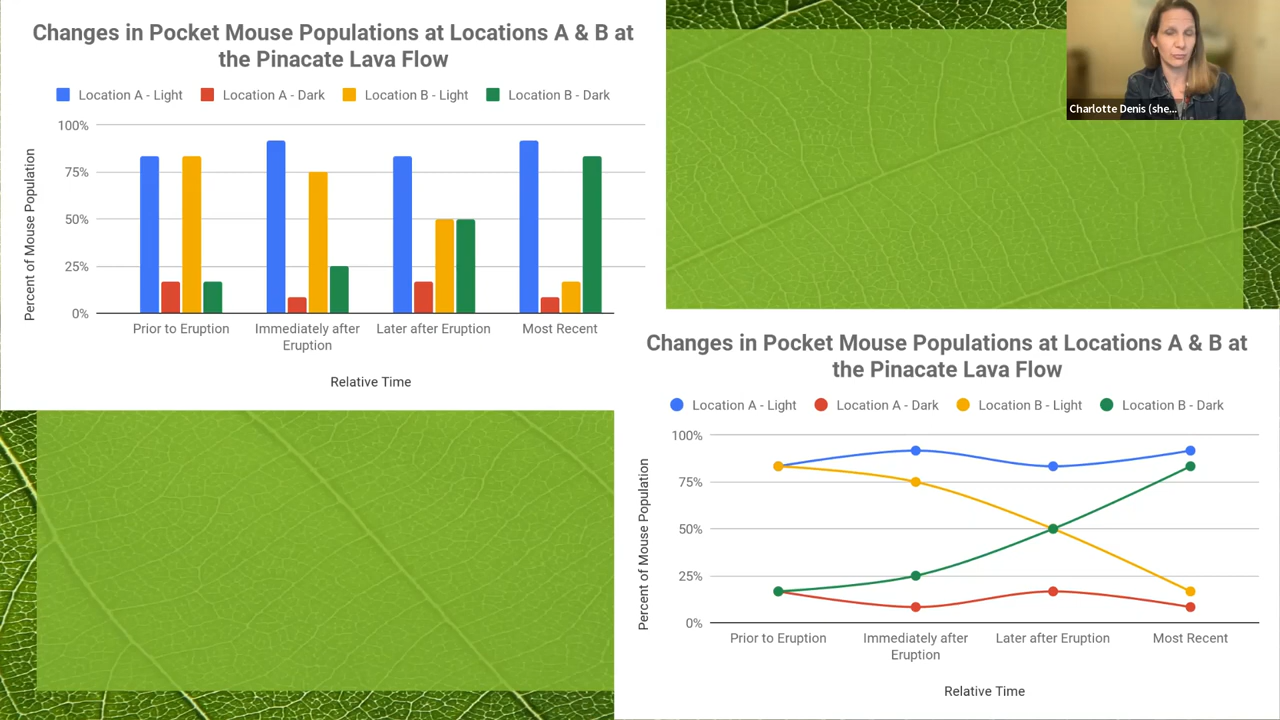 Changes in Pocket Mouse Populations at Locations A & B at
the Pinacate Lava Flow
Location A - Light
Location A - Dark
Location B - Light
Location B - Dark
Percent of Mouse Population
100%
75%
50%
25%
0%
Prior to Eruption
Immediately after
Eruption
Later after Eruption
Most Recent
Relative Time
Charlotte Denis (she...
Changes in Pocket Mouse Populations at Locations A & B at
the Pinacate Lava Flow
Location A - Light
Location A - Dark
Location B - Light
Location B - Dark
Percent of Mouse Population
100%
75%
50%
25%
0%
Prior to Eruption
Immediately after
Eruption
Later after Eruption
Most Recent
Relative Time